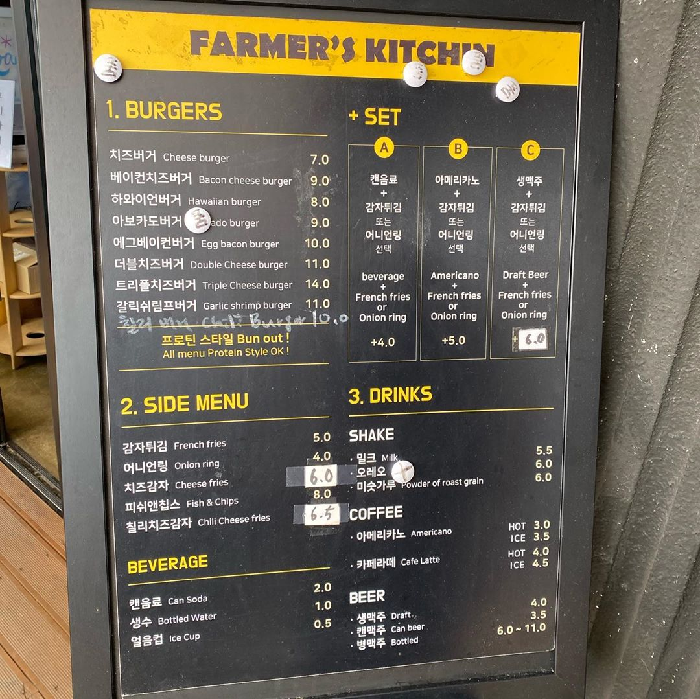 FARMER'S KITCHIN
1. BURGERS
치즈버거 Cheese burger 7.0
베이컨치즈버거 Bacon cheese burger 9.0
하와이언버거 Hawaiian burger 8.0
아보카도버거 ado burger 9.0
에그베이컨버거 Egg bacon burger 10.0
더블치즈버거 Double Cheese burger 11.0
트리플치즈버거 Triple Cheese burger 14.0
갈릭쉬림프버거 Garlic shrimp burger 11.0
칠리버거 Chili Burger 10.0
프로틴 스타일 Bun out !
All menu Protein Style OK !
+ SET
A
캔음료
+
감자튀김
또는
어니언링
선택
beverage
+
French fries
or
Onion ring
+4.0
B
아메리카노
+
감자튀김
또는
어니언링
선택
Americano
+
French fries
or
Onion ring
+5.0
C
생맥주
+
감자튀김
또는
어니언링
선택
Draft Beer
+
French fries
or
Onion ring
+ 6.0
2. SIDE MENU
감자튀김 French fries 5.0
어니언링 Onion ring 4.0
치즈감자 Cheese fries 6.0
피쉬앤칩스 Fish & Chips 8.0
칠리치즈감자 Chili Cheese fries 6.5
BEVERAGE
캔음료 Can Soda 2.0
생수 Bottled Water 1.0
얼음컵 Ice Cup 0.5
3. DRINKS
SHAKE
· 밀크 Milk 5.5
· 오레오 6.0
· 미숫가루 Powder of roast grain 6.0
COFFEE
· 아메리카노 Americano HOT 3.0
ICE 3.5
· 카페라떼 Cafe Latte HOT 4.0
ICE 4.5
BEER
· 생맥주 Draft 4.0
· 캔맥주 Can beer 3.5
· 병맥주 Bottled 6.0 ~ 11.0